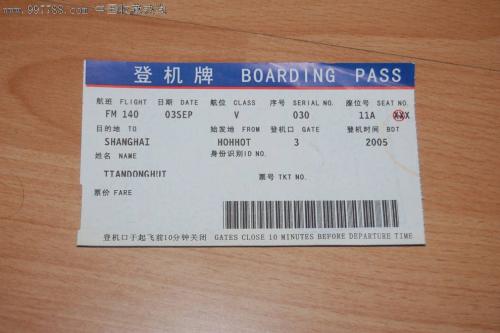 www.997788.com 中国收藏热线
登机牌 BOARDING PASS
航班 FLIGHT 日期 DATE 航位 CLASS 序号 SERIAL NO. 座位号 SEAT NO.
FM 140 03SEP V 030 11A
目的地 TO 始发地 FROM 登机口 GATE 登机时间 BDT
SHANGHAI HOHHOT 3 2005
姓名 NAME 身份识别 ID NO.
TIANDONGHUI
票号 TKT NO.
票价 FARE
登机口于起飞前10分钟关闭 GATES CLOSE 10 MINUTES BEFORE DEPARTURE TIME